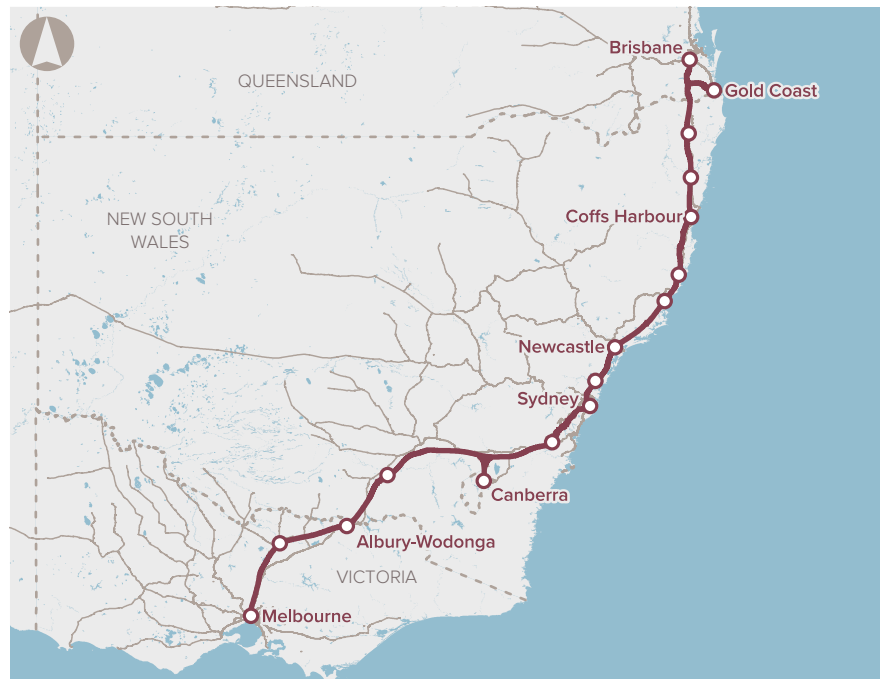 Brisbane
QUEENSLAND
Gold Coast
NEW SOUTH
WALES
Coffs Harbour
Newcastle
Sydney
Canberra
Albury-Wodonga
VICTORIA
Melbourne